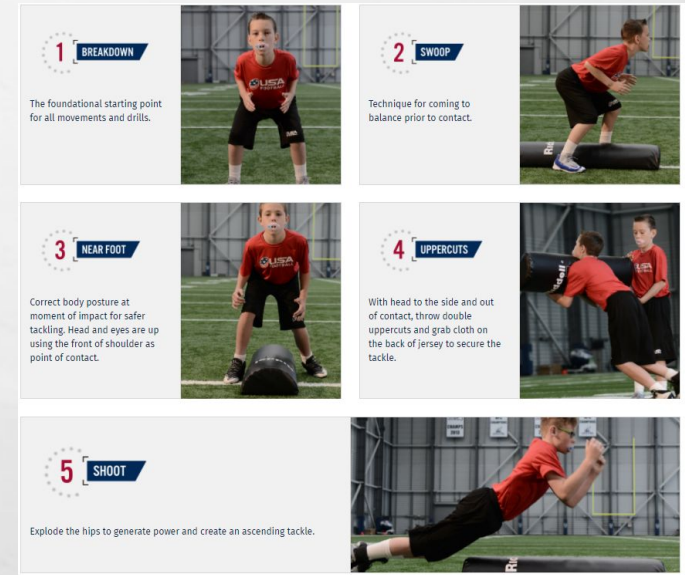 1 BREAKDOWN
The foundational starting point
for all movements and drills.
USA
FOOTBALL
2 SWOOP
Technique for coming to
balance prior to contact.
3 NEAR FOOT
Correct body posture at
moment of impact for safer
tackling. Head and eyes are up
using the front of shoulder as
point of contact.
USA
FOOTBALL
4 UPPERCUTS
With head to the side and out
of contact, throw double
uppercuts and grab cloth on
the back of jersey to secure the
tackle.
USA
5 SHOOT
Explode the hips to generate power and create an ascending tackle.
CHAMPS